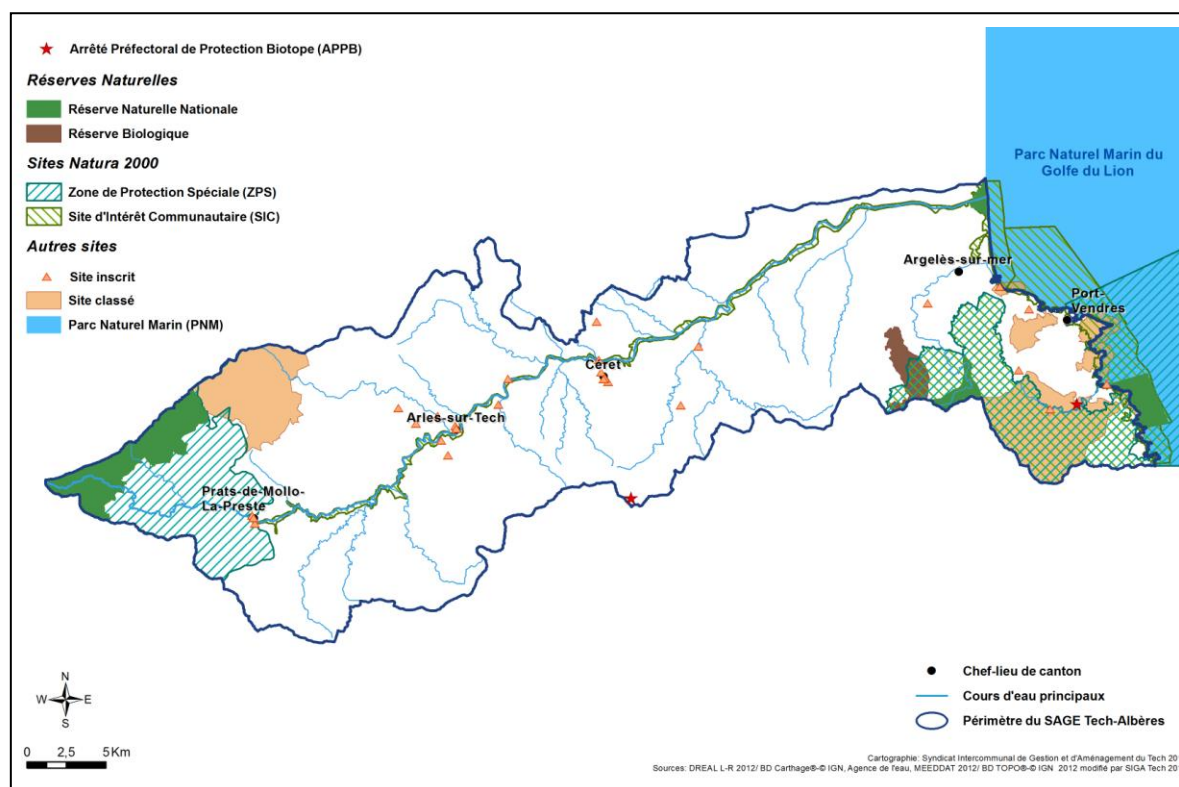 Arrêté Préfectoral de Protection Biotope (APPB)
Réserves Naturelles
Réserve Naturelle Nationale
Réserve Biologique
Sites Natura 2000
Zone de Protection Spéciale (ZPS)
Site d'Intérêt Communautaire (SIC)
Autres sites
Site inscrit
Site classé
Parc Naturel Marin (PNM)
Parc Naturel Marin du
Golfe du Lion
Argelès-sur-mer
Port-
Vendres
Céret
Arles-sur-Tech
Prats-de-Mollo-
La-Preste
N
W E
S
0 2,5 5Km
Chef-lieu de canton
Cours d'eau principaux
Périmètre du SAGE Tech-Albères
Cartographie: Syndicat Intercommunal de Gestion et d'Aménagement du Tech 201
Sources: DREAL L-R 2012/ BD Carthage®-© IGN, Agence de l'eau, MEEDDAT 2012/ BD TOPO®-© IGN 2012 modifié par SIGA Tech 201